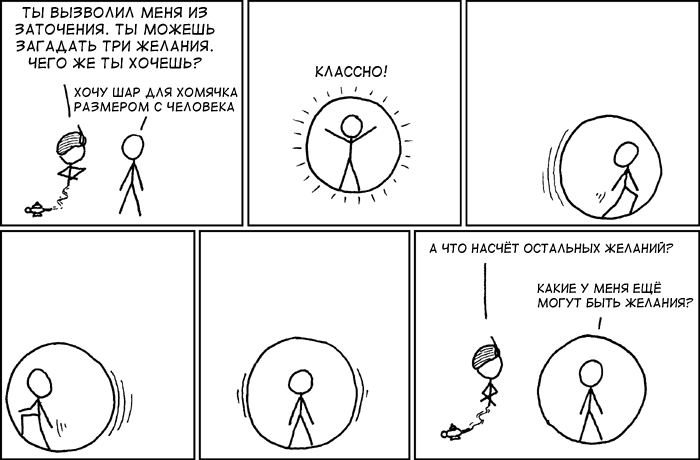 ТЫ ВЫЗВОЛИЛ МЕНЯ ИЗ
ЗАТОЧЕНИЯ. ТЫ МОЖЕШЬ
ЗАГАДАТЬ ТРИ ЖЕЛАНИЯ.
ЧЕГО ЖЕ ТЫ ХОЧЕШЬ?
ХОЧУ ШАР ДЛЯ ХОМЯЧКА
РАЗМЕРОМ С ЧЕЛОВЕКА
КЛАССНО!
А ЧТО НАСЧЁТ ОСТАЛЬНЫХ ЖЕЛАНИЙ?
КАКИЕ У МЕНЯ ЕЩЁ
МОГУТ БЫТЬ ЖЕЛАНИЯ?